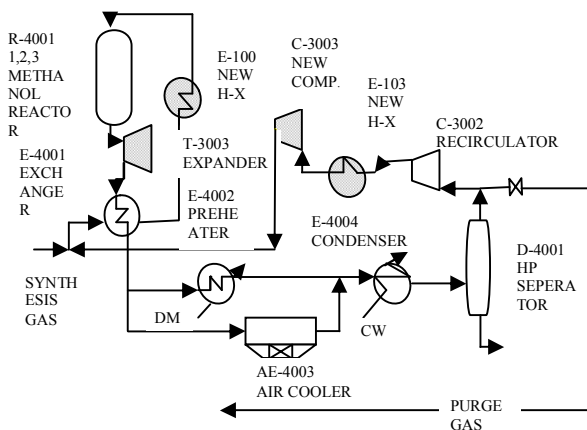 R-4001
1,2,3
METHA
NOL
REACTO
R
E-4001
EXCH
ANGE
R
E-100
NEW
H-X
T-3003
EXPANDER
E-4002
PREHE
ATER
C-3003
NEW
COMP.
E-103
NEW
H-X
C-3002
RECIRCULATOR
E-4004
CONDENSER
D-4001
HP
SEPERA
TOR
SYNTH
ESIS
GAS
DM
CW
AE-4003
AIR COOLER
PURGE
GAS